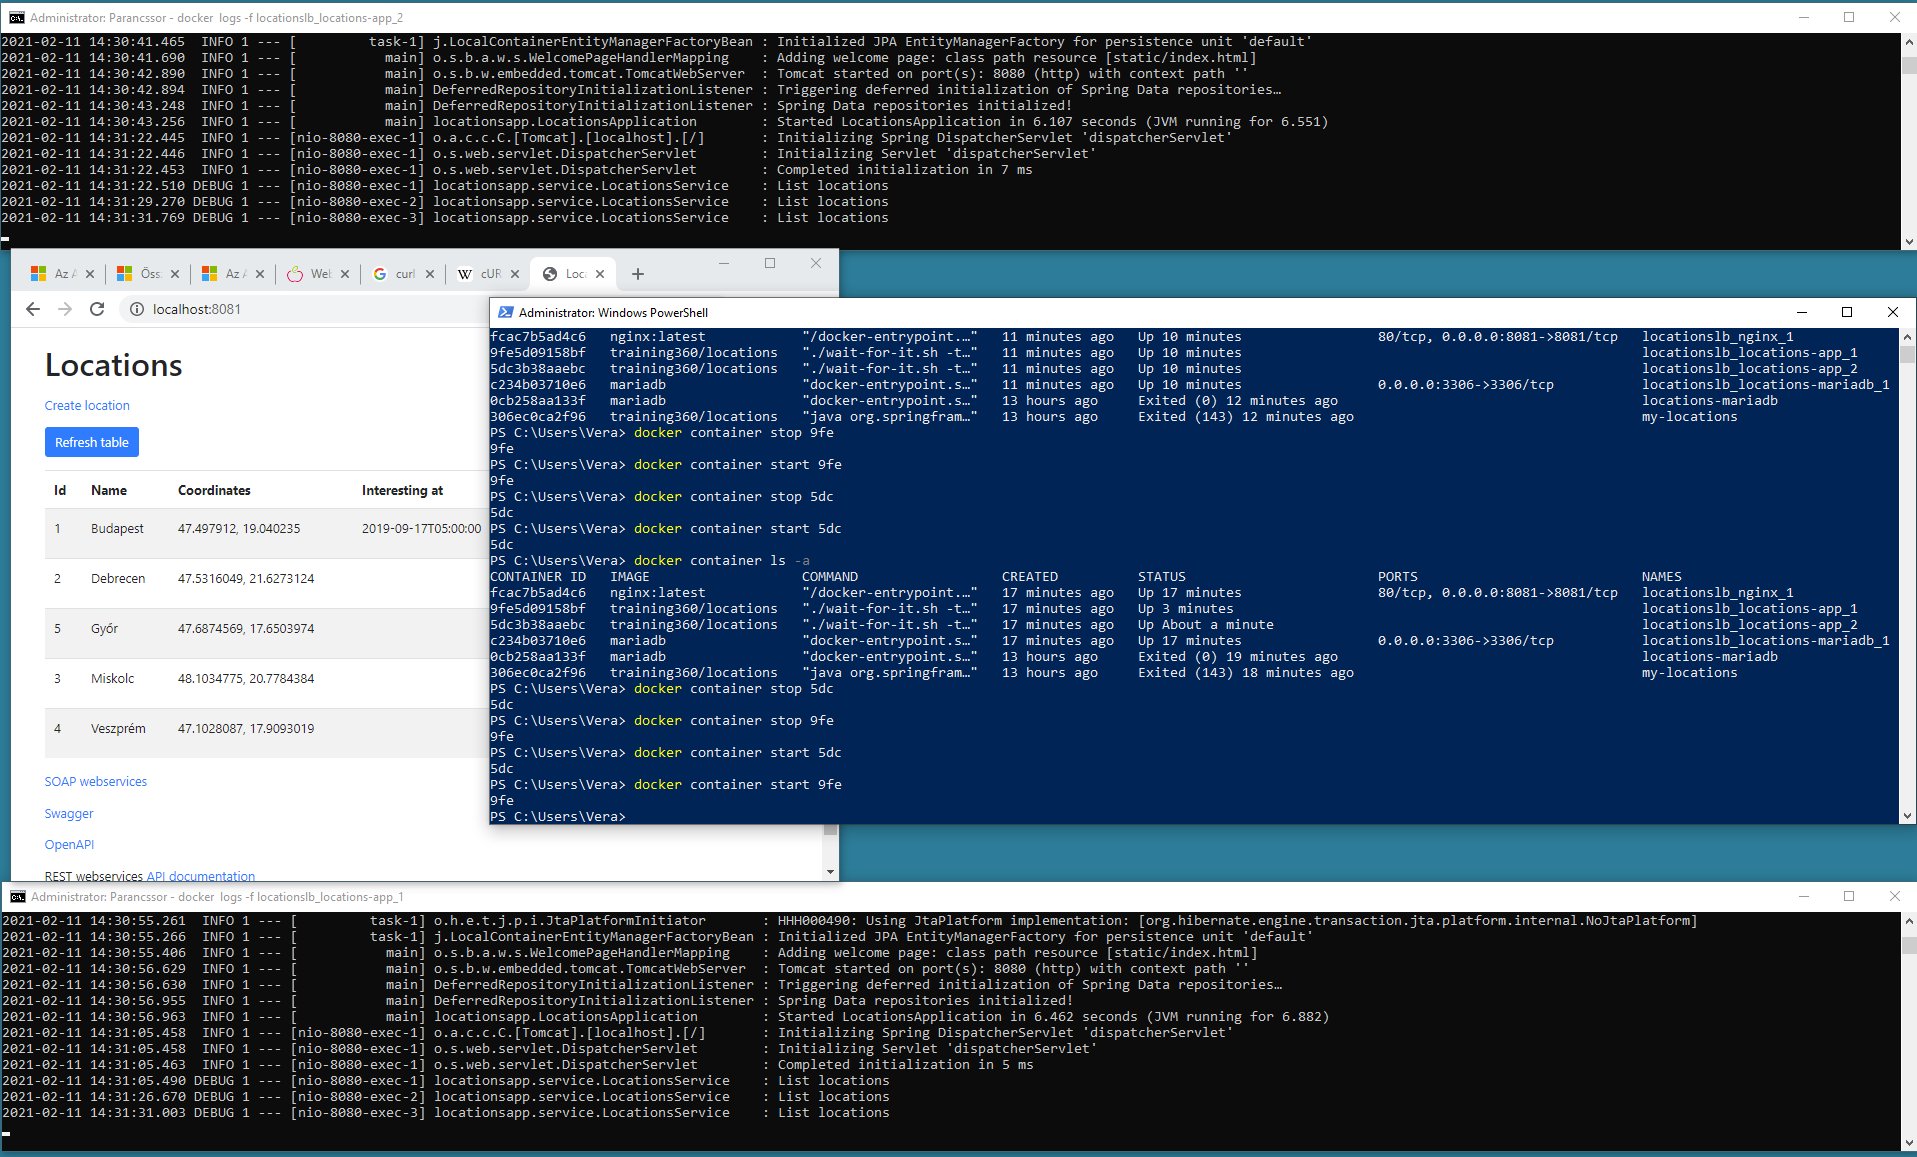 Administrator: Parancssor - docker  logs -f locationslb_locations-app_2
2021-02-11 14:30:41.465  INFO 1 --- [         task-1] j.LocalContainerEntityManagerFactoryBean : Initialized JPA EntityManagerFactory for persistence unit 'default'
2021-02-11 14:30:41.690  INFO 1 --- [           main] o.s.b.a.w.s.WelcomePageHandlerMapping    : Adding welcome page: class path resource [static/index.html]
2021-02-11 14:30:42.890  INFO 1 --- [           main] o.s.b.w.embedded.tomcat.TomcatWebServer  : Tomcat started on port(s): 8080 (http) with context path ''
2021-02-11 14:30:42.894  INFO 1 --- [           main] DeferredRepositoryInitializationListener : Triggering deferred initialization of Spring Data repositories…
2021-02-11 14:30:43.248  INFO 1 --- [           main] DeferredRepositoryInitializationListener : Spring Data repositories initialized!
2021-02-11 14:30:43.256  INFO 1 --- [           main] locationsapp.LocationsApplication        : Started LocationsApplication in 6.107 seconds (JVM running for 6.551)
2021-02-11 14:31:22.445  INFO 1 --- [nio-8080-exec-1] o.a.c.c.C.[Tomcat].[localhost].[/]       : Initializing Spring DispatcherServlet 'dispatcherServlet'
2021-02-11 14:31:22.446  INFO 1 --- [nio-8080-exec-1] o.s.web.servlet.DispatcherServlet        : Initializing Servlet 'dispatcherServlet'
2021-02-11 14:31:22.453  INFO 1 --- [nio-8080-exec-1] o.s.web.servlet.DispatcherServlet        : Completed initialization in 7 ms
2021-02-11 14:31:22.510 DEBUG 1 --- [nio-8080-exec-1] locationsapp.service.LocationsService    : List locations
2021-02-11 14:31:29.270 DEBUG 1 --- [nio-8080-exec-2] locationsapp.service.LocationsService    : List locations
2021-02-11 14:31:31.769 DEBUG 1 --- [nio-8080-exec-3] locationsapp.service.LocationsService    : List locations
Az A Öss: Az A Web curl cUR Loc
localhost:8081
Locations
Create location
Refresh table
Id Name Coordinates Interesting at
1 Budapest 47.497912, 19.040235 2019-09-17T05:00:00
2 Debrecen 47.5316049, 21.6273124
5 Győr 47.6874569, 17.6503974
3 Miskolc 48.1034775, 20.7784384
4 Veszprém 47.1028087, 17.9093019
SOAP webservices
Swagger
OpenAPI
REST webservices API documentation
Administrator: Windows PowerShell
fcac7b5ad4c6   nginx:latest            "/docker-entrypoint.…"   11 minutes ago   Up 10 minutes                 80/tcp, 0.0.0.0:8081->8081/tcp   locationslb_nginx_1
9fe5d09158bf   training360/locations   "./wait-for-it.sh -t…"   11 minutes ago   Up 10 minutes                                                  locationslb_locations-app_1
5dc3b38aaebc   training360/locations   "./wait-for-it.sh -t…"   11 minutes ago   Up 10 minutes                                                  locationslb_locations-app_2
c234b03710e6   mariadb                 "docker-entrypoint.s…"   11 minutes ago   Up 10 minutes                 0.0.0.0:3306->3306/tcp           locationslb_locations-mariadb_1
0cb258aa133f   mariadb                 "docker-entrypoint.s…"   13 hours ago     Exited (0) 12 minutes ago                                      locations-mariadb
306ec0ca2f96   training360/locations   "java org.springfram…"   13 hours ago     Exited (143) 12 minutes ago                                    my-locations
PS C:\Users\Vera> docker container stop 9fe
9fe
PS C:\Users\Vera> docker container start 9fe
9fe
PS C:\Users\Vera> docker container stop 5dc
5dc
PS C:\Users\Vera> docker container start 5dc
5dc
PS C:\Users\Vera> docker container ls -a
CONTAINER ID   IMAGE                   COMMAND                  CREATED          STATUS                        PORTS                            NAMES
fcac7b5ad4c6   nginx:latest            "/docker-entrypoint.…"   17 minutes ago   Up 17 minutes                 80/tcp, 0.0.0.0:8081->8081/tcp   locationslb_nginx_1
9fe5d09158bf   training360/locations   "./wait-for-it.sh -t…"   17 minutes ago   Up 3 minutes                                                   locationslb_locations-app_1
5dc3b38aaebc   training360/locations   "./wait-for-it.sh -t…"   17 minutes ago   Up About a minute                                              locationslb_locations-app_2
c234b03710e6   mariadb                 "docker-entrypoint.s…"   17 minutes ago   Up 17 minutes                 0.0.0.0:3306->3306/tcp           locationslb_locations-mariadb_1
0cb258aa133f   mariadb                 "docker-entrypoint.s…"   13 hours ago     Exited (0) 19 minutes ago                                      locations-mariadb
306ec0ca2f96   training360/locations   "java org.springfram…"   13 hours ago     Exited (143) 18 minutes ago                                    my-locations
PS C:\Users\Vera> docker container stop 5dc
5dc
PS C:\Users\Vera> docker container stop 9fe
9fe
PS C:\Users\Vera> docker container start 5dc
5dc
PS C:\Users\Vera> docker container start 9fe
9fe
PS C:\Users\Vera>
Administrator: Parancssor - docker  logs -f locationslb_locations-app_1
2021-02-11 14:30:55.261  INFO 1 --- [         task-1] o.h.e.t.j.p.i.JtaPlatformInitiator       : HHH000490: Using JtaPlatform implementation: [org.hibernate.engine.transaction.jta.platform.internal.NoJtaPlatform]
2021-02-11 14:30:55.266  INFO 1 --- [         task-1] j.LocalContainerEntityManagerFactoryBean : Initialized JPA EntityManagerFactory for persistence unit 'default'
2021-02-11 14:30:55.406  INFO 1 --- [           main] o.s.b.a.w.s.WelcomePageHandlerMapping    : Adding welcome page: class path resource [static/index.html]
2021-02-11 14:30:56.629  INFO 1 --- [           main] o.s.b.w.embedded.tomcat.TomcatWebServer  : Tomcat started on port(s): 8080 (http) with context path ''
2021-02-11 14:30:56.630  INFO 1 --- [           main] DeferredRepositoryInitializationListener : Triggering deferred initialization of Spring Data repositories…
2021-02-11 14:30:56.955  INFO 1 --- [           main] DeferredRepositoryInitializationListener : Spring Data repositories initialized!
2021-02-11 14:30:56.963  INFO 1 --- [           main] locationsapp.LocationsApplication        : Started LocationsApplication in 6.462 seconds (JVM running for 6.882)
2021-02-11 14:31:05.458  INFO 1 --- [nio-8080-exec-1] o.a.c.c.C.[Tomcat].[localhost].[/]       : Initializing Spring DispatcherServlet 'dispatcherServlet'
2021-02-11 14:31:05.458  INFO 1 --- [nio-8080-exec-1] o.s.web.servlet.DispatcherServlet        : Initializing Servlet 'dispatcherServlet'
2021-02-11 14:31:05.463  INFO 1 --- [nio-8080-exec-1] o.s.web.servlet.DispatcherServlet        : Completed initialization in 5 ms
2021-02-11 14:31:05.490 DEBUG 1 --- [nio-8080-exec-1] locationsapp.service.LocationsService    : List locations
2021-02-11 14:31:26.670 DEBUG 1 --- [nio-8080-exec-2] locationsapp.service.LocationsService    : List locations
2021-02-11 14:31:31.003 DEBUG 1 --- [nio-8080-exec-3] locationsapp.service.LocationsService    : List locations